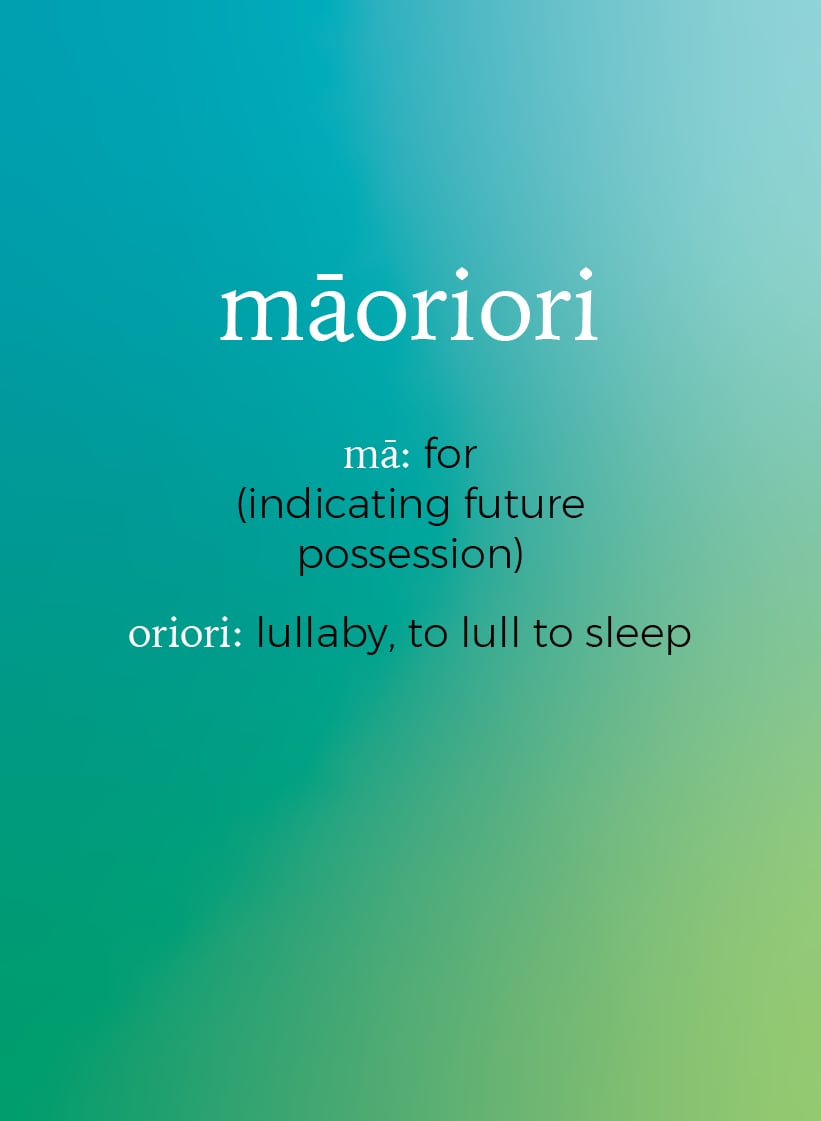 māoriori
mā: for
(indicating future
possession)
oriori: lullaby, to lull to sleep